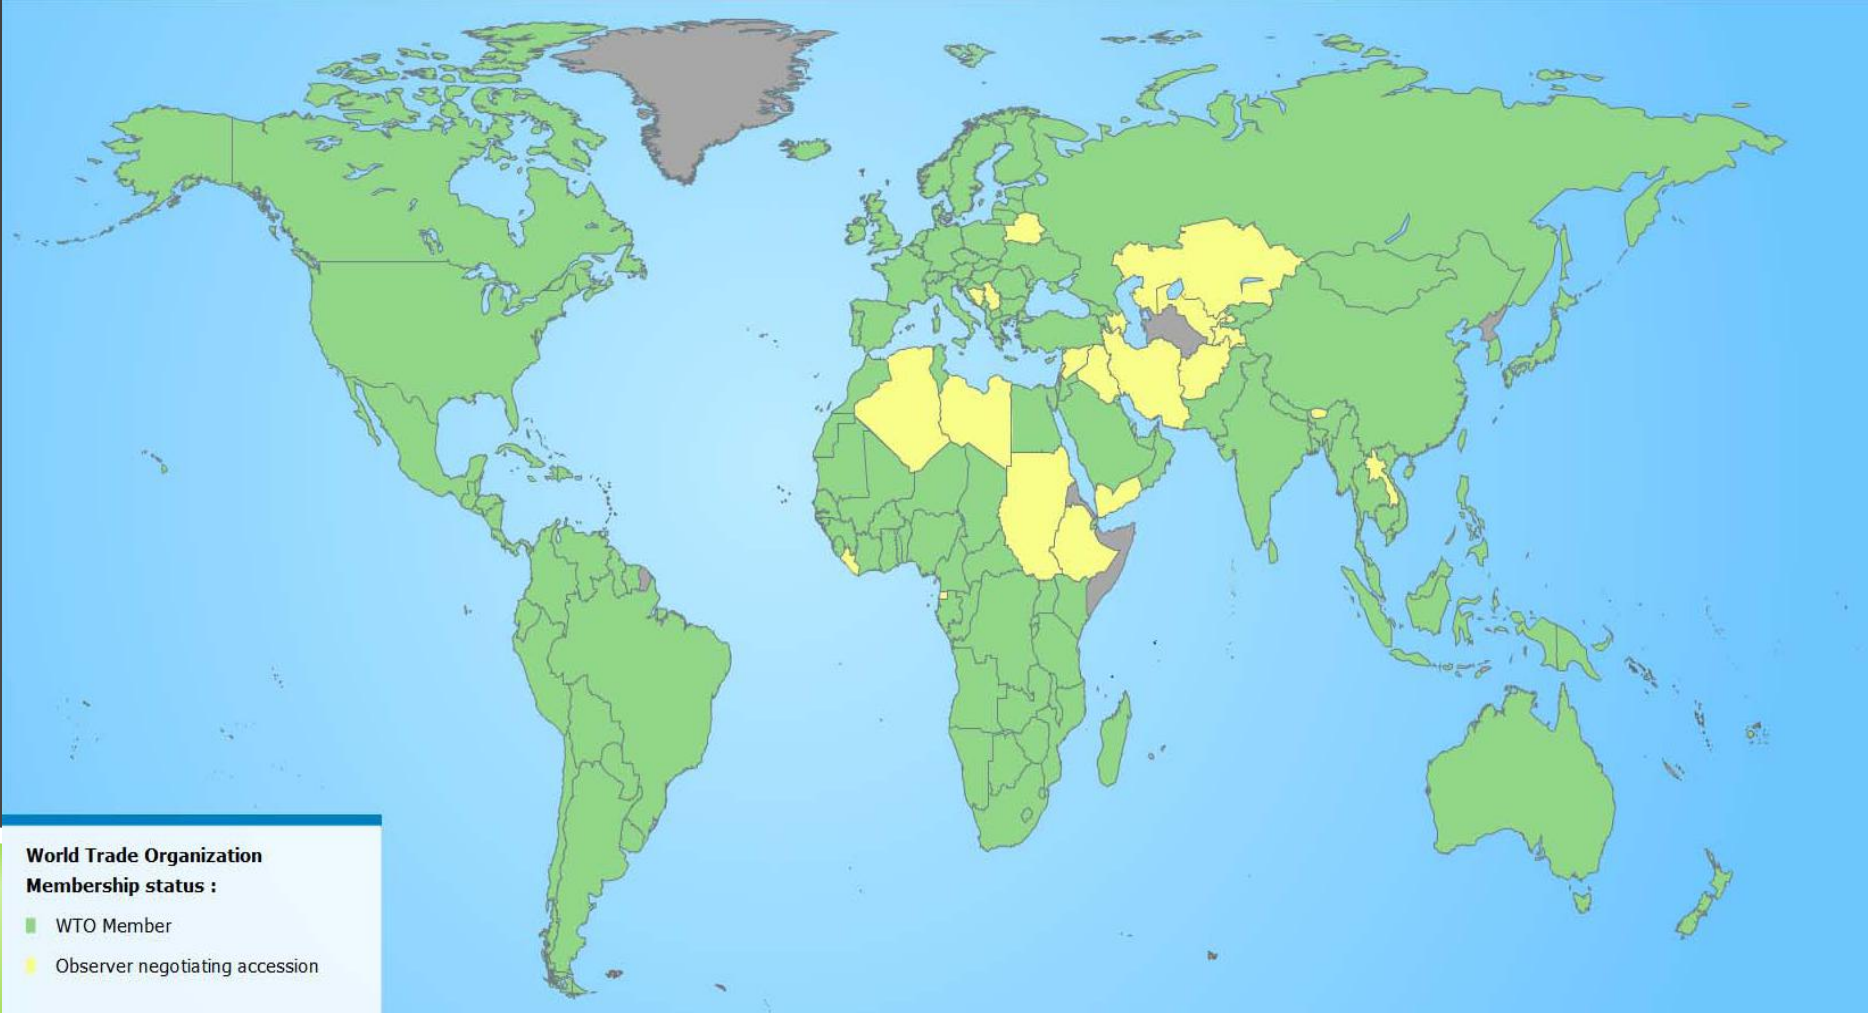 World Trade Organization
Membership status :
WTO Member
Observer negotiating accession